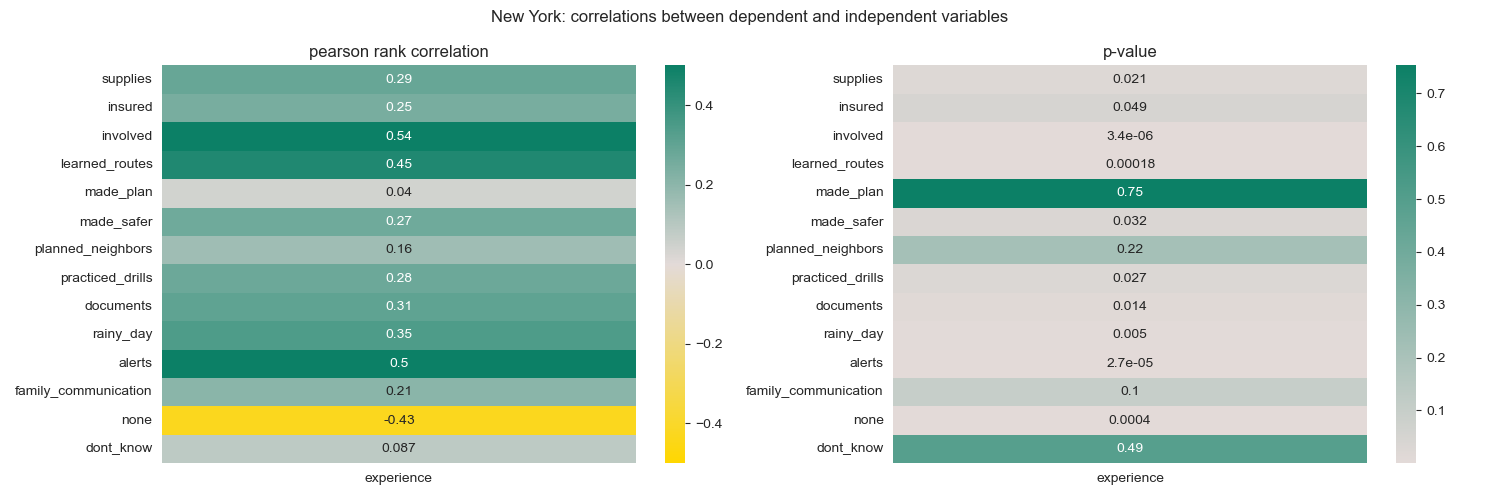 New York: correlations between dependent and independent variables
pearson rank correlation
supplies 0.29
insured 0.25
involved 0.54
learned_routes 0.45
made_plan 0.04
made_safer 0.27
planned_neighbors 0.16
practiced_drills 0.28
documents 0.31
rainy_day 0.35
alerts 0.5
family_communication 0.21
none -0.43
dont_know 0.087
experience
0.4
0.2
0.0
−0.2
−0.4
p-value
supplies 0.021
insured 0.049
involved 3.4e-06
learned_routes 0.00018
made_plan 0.75
made_safer 0.032
planned_neighbors 0.22
practiced_drills 0.027
documents 0.014
rainy_day 0.005
alerts 2.7e-05
family_communication 0.1
none 0.0004
dont_know 0.49
experience
0.7
0.6
0.5
0.4
0.3
0.2
0.1